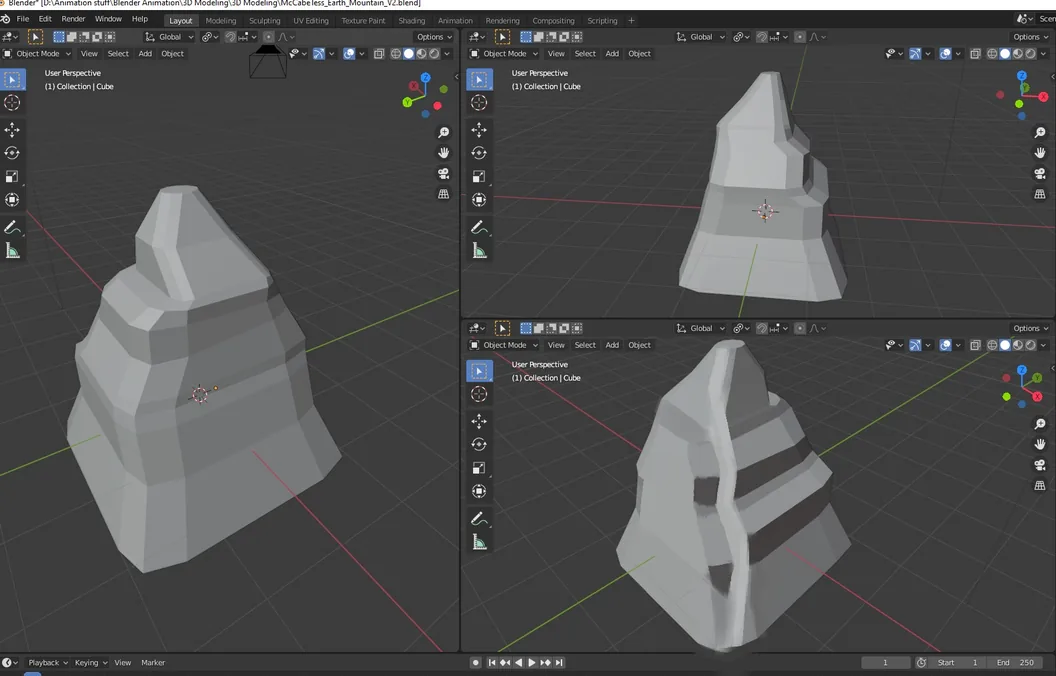 Blender* [D:\Animation stuff\Blender Animation\3D Modeling\3D Modeling\McCabe less_Earth_Mountain_V2.blend]
File Edit Render Window Help Layout Modeling Sculpting UV Editing Texture Paint Shading Animation Rendering Compositing Scripting + Scen
Global Options
Object Mode View Select Add Object
User Perspective
(1) Collection | Cube
Z
Y
X
Global Options
Object Mode View Select Add Object
User Perspective
(1) Collection | Cube
Z
Y
X
Global Options
Object Mode View Select Add Object
User Perspective
(1) Collection | Cube
Z
Y
X
Playback Keying View Marker 1 Start 1 End 250